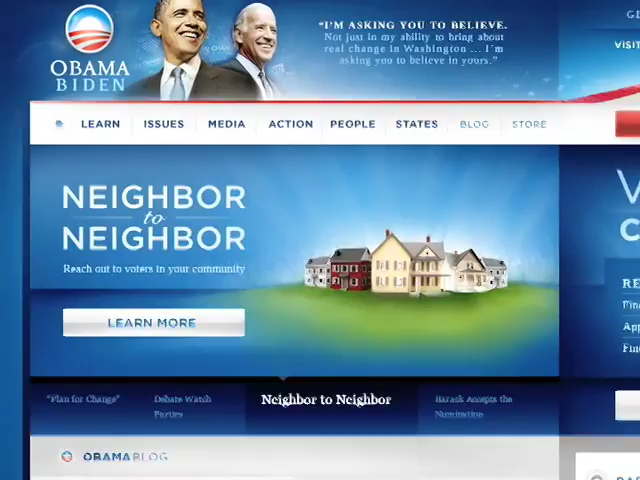 "I'M ASKING YOU TO BELIEVE.
Not just in my ability to bring about
real change in Washington ... I'm
asking you to believe in yours."
OBAMA
BIDEN
VISIT
LEARN ISSUES MEDIA ACTION PEOPLE STATES BLOG STORE
NEIGHBOR
to
NEIGHBOR
Reach out to voters in your community
LEARN MORE
"Plan for Change" Debate Watch Parties Neighbor to Neighbor Barack Accepts the Nomination
OBAMABLOG